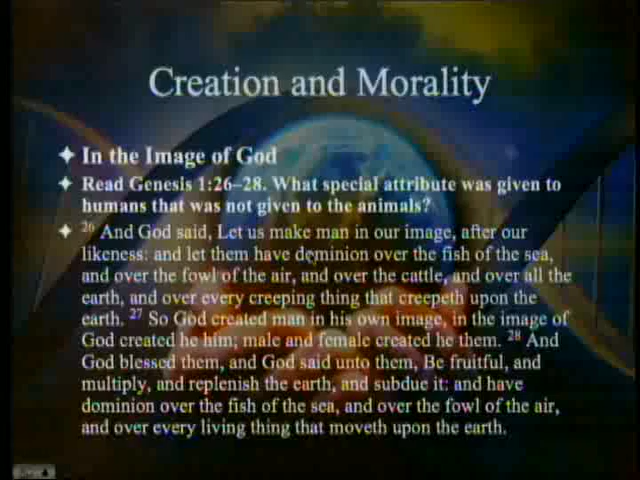 Creation and Morality
In the Image of God
Read Genesis 1:26–28. What special attribute was given to
humans that was not given to the animals?
26 And God said, Let us make man in our image, after our
likeness: and let them have dominion over the fish of the sea,
and over the fowl of the air, and over the cattle, and over all the
earth, and over every creeping thing that creepeth upon the
earth. 27 So God created man in his own image, in the image of
God created he him; male and female created he them. 28 And
God blessed them, and God said unto them, Be fruitful, and
multiply, and replenish the earth, and subdue it: and have
dominion over the fish of the sea, and over the fowl of the air,
and over every living thing that moveth upon the earth.